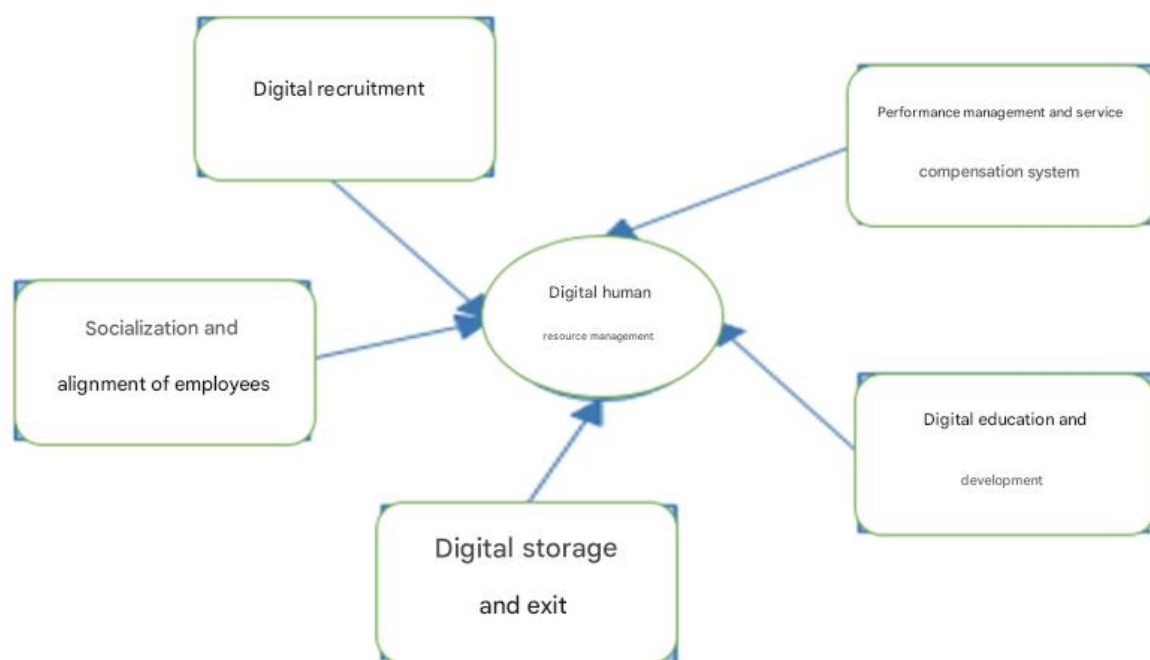 Digital recruitment
Performance management and service
compensation system
Digital human
resource management
Socialization and
alignment of employees
Digital education and
development
Digital storage
and exit